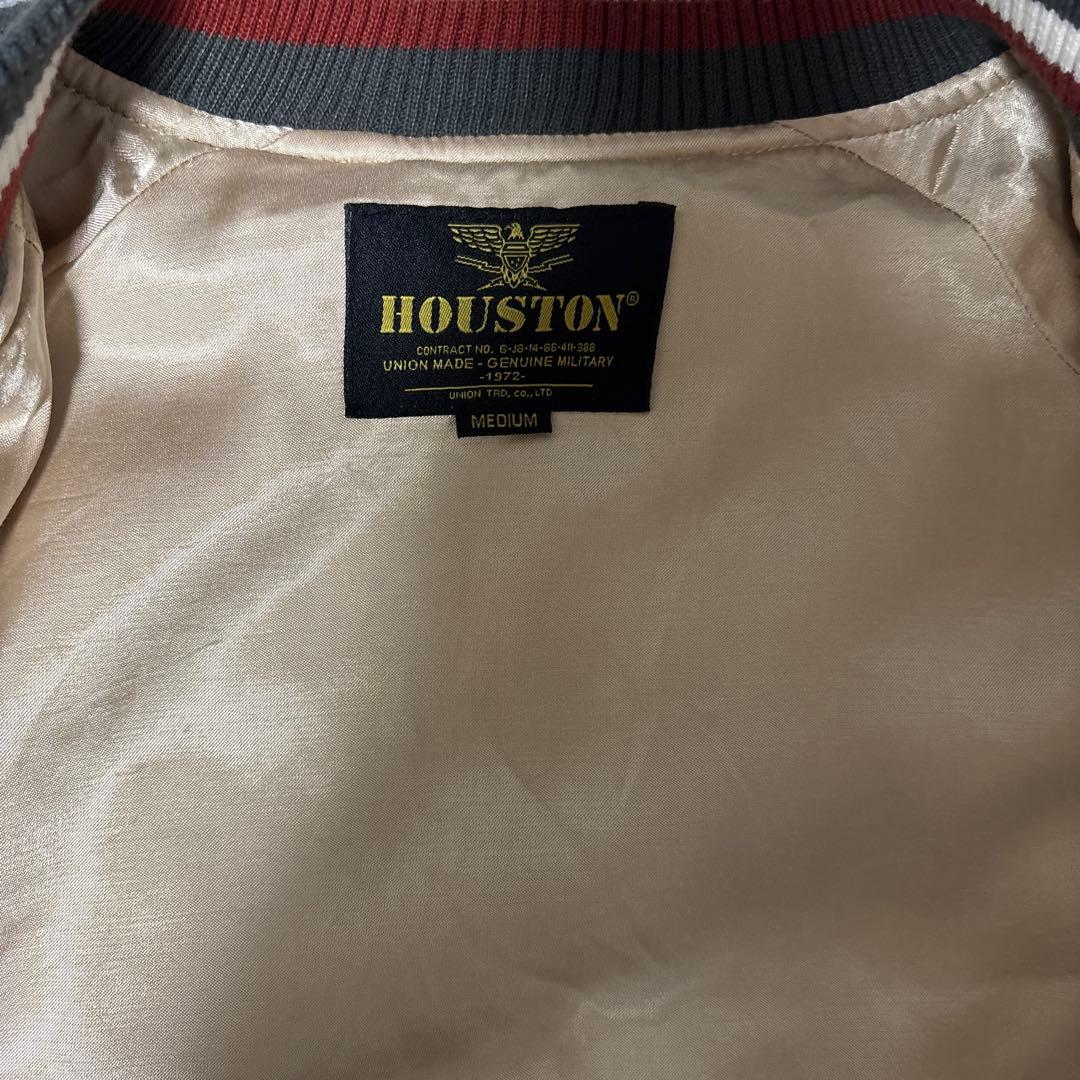 HOUSTON®
CONTRACT NO. 6-J8-14-86-411-388
UNION MADE - GENUINE MILITARY
-1972-
UNION TRD, CO., LTD
MEDIUM